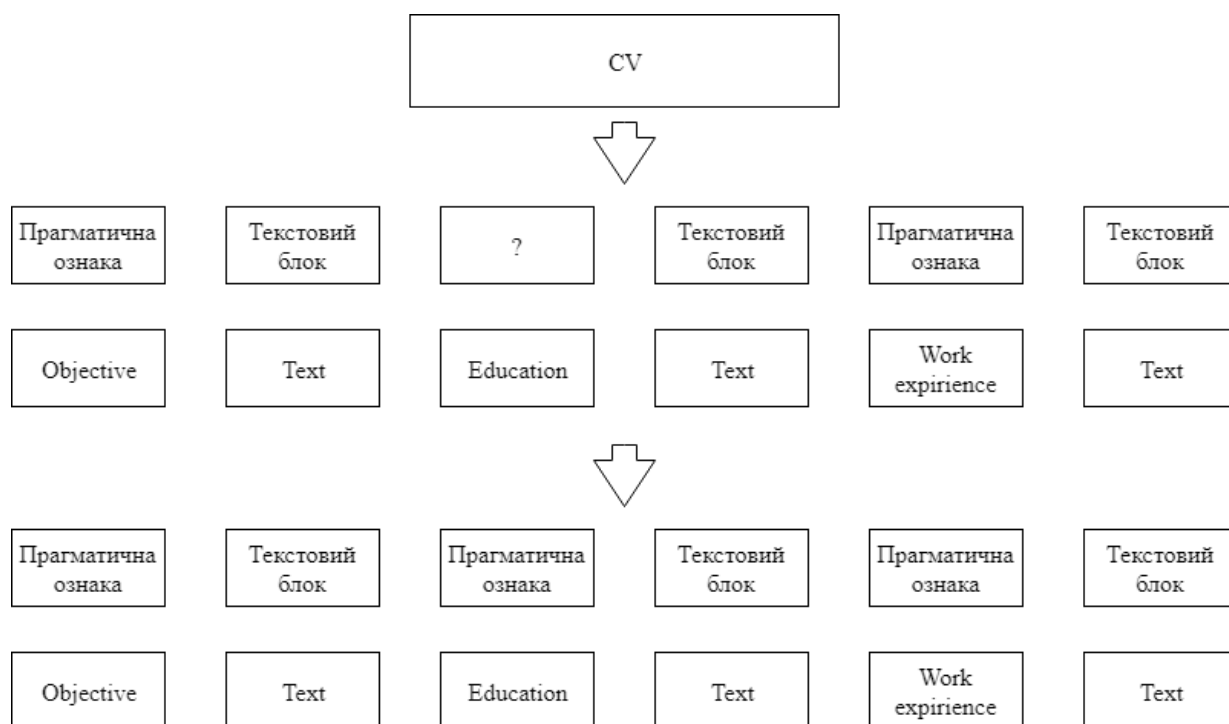 CV
Прагматична
ознака
Текстовий
блок
?
Текстовий
блок
Прагматична
ознака
Текстовий
блок
Objective
Text
Education
Text
Work
expirience
Text
Прагматична
ознака
Текстовий
блок
Прагматична
ознака
Текстовий
блок
Прагматична
ознака
Текстовий
блок
Objective
Text
Education
Text
Work
expirience
Text